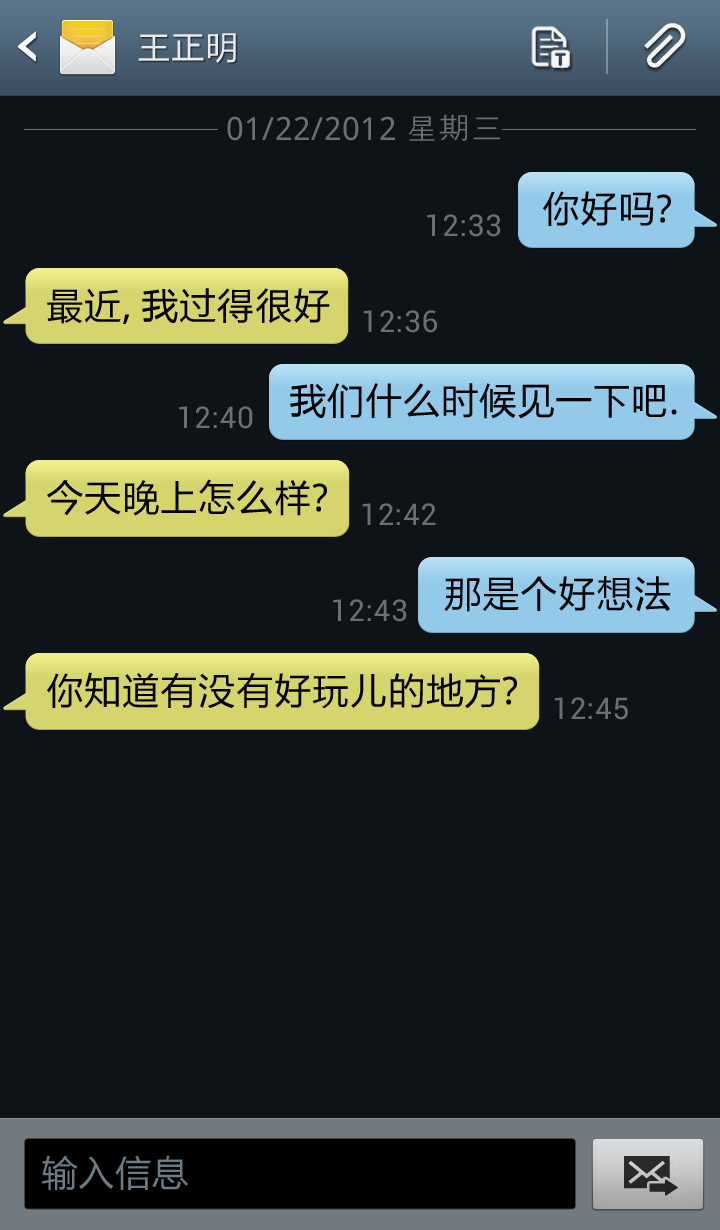 王正明
01/22/2012 星期三
你好吗?
12:33
最近, 我过得很好
12:36
我们什么时候见一下吧.
12:40
今天晚上怎么样?
12:42
那是个好想法
12:43
你知道有没有好玩儿的地方?
12:45
输入信息